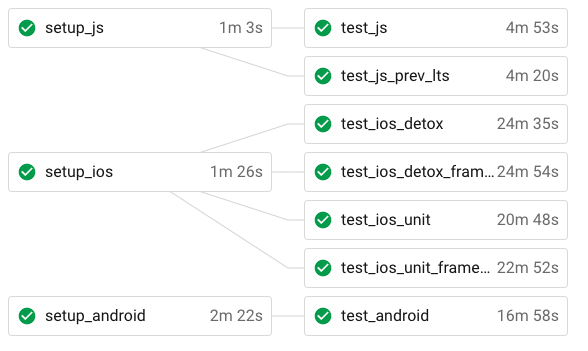 setup_js 1m 3s test_js 4m 53s
test_js_prev_lts 4m 20s
test_ios_detox 24m 35s
setup_ios 1m 26s test_ios_detox_fram... 24m 54s
test_ios_unit 20m 48s
test_ios_unit_frame... 22m 52s
setup_android 2m 22s test_android 16m 58s